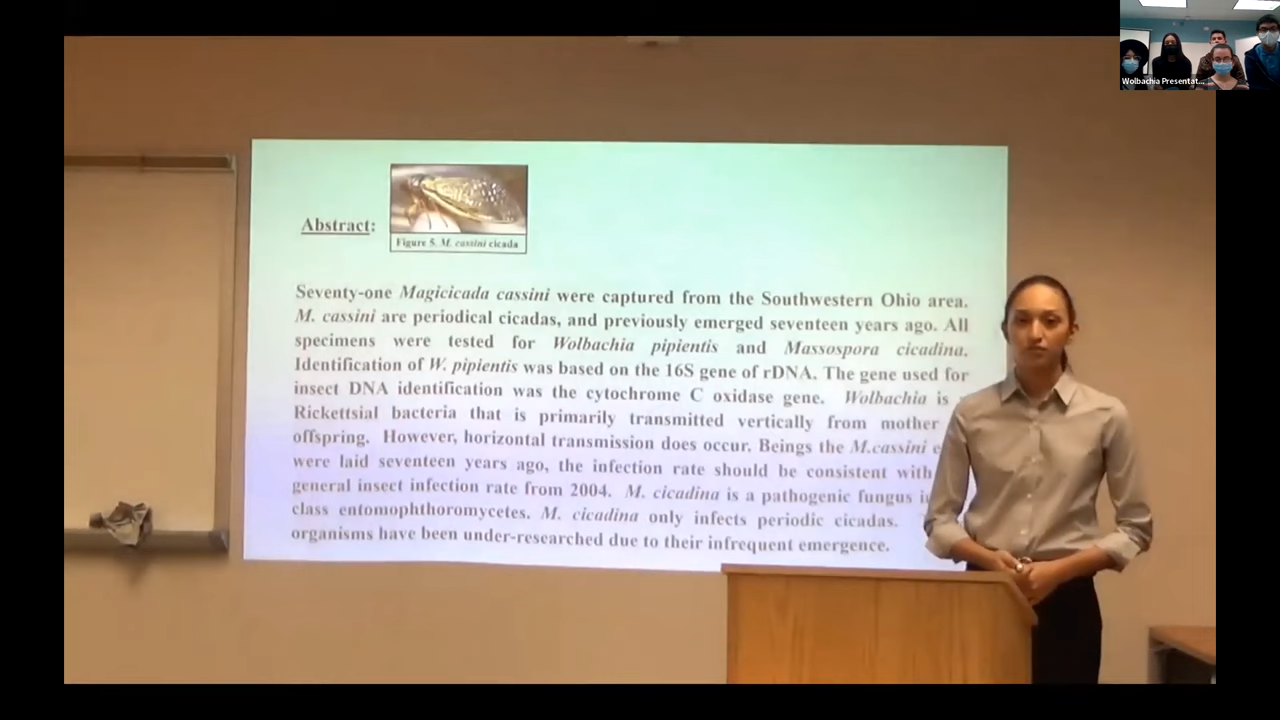 Wolbachia Presentat...
Abstract:
Figure 5. M. cassini cicada
Seventy-one Magicicada cassini were captured from the Southwestern Ohio area.
M. cassini are periodical cicadas, and previously emerged seventeen years ago. All
specimens were tested for Wolbachia pipientis and Massospora cicadina.
Identification of W. pipientis was based on the 16S gene of rDNA. The gene used for
insect DNA identification was the cytochrome C oxidase gene. Wolbachia is
Rickettsial bacteria that is primarily transmitted vertically from mother
offspring. However, horizontal transmission does occur. Beings the M.cassini
were laid seventeen years ago, the infection rate should be consistent with
general insect infection rate from 2004. M. cicadina is a pathogenic fungus
class entomophthoromycetes. M. cicadina only infects periodic cicadas.
organisms have been under-researched due to their infrequent emergence.